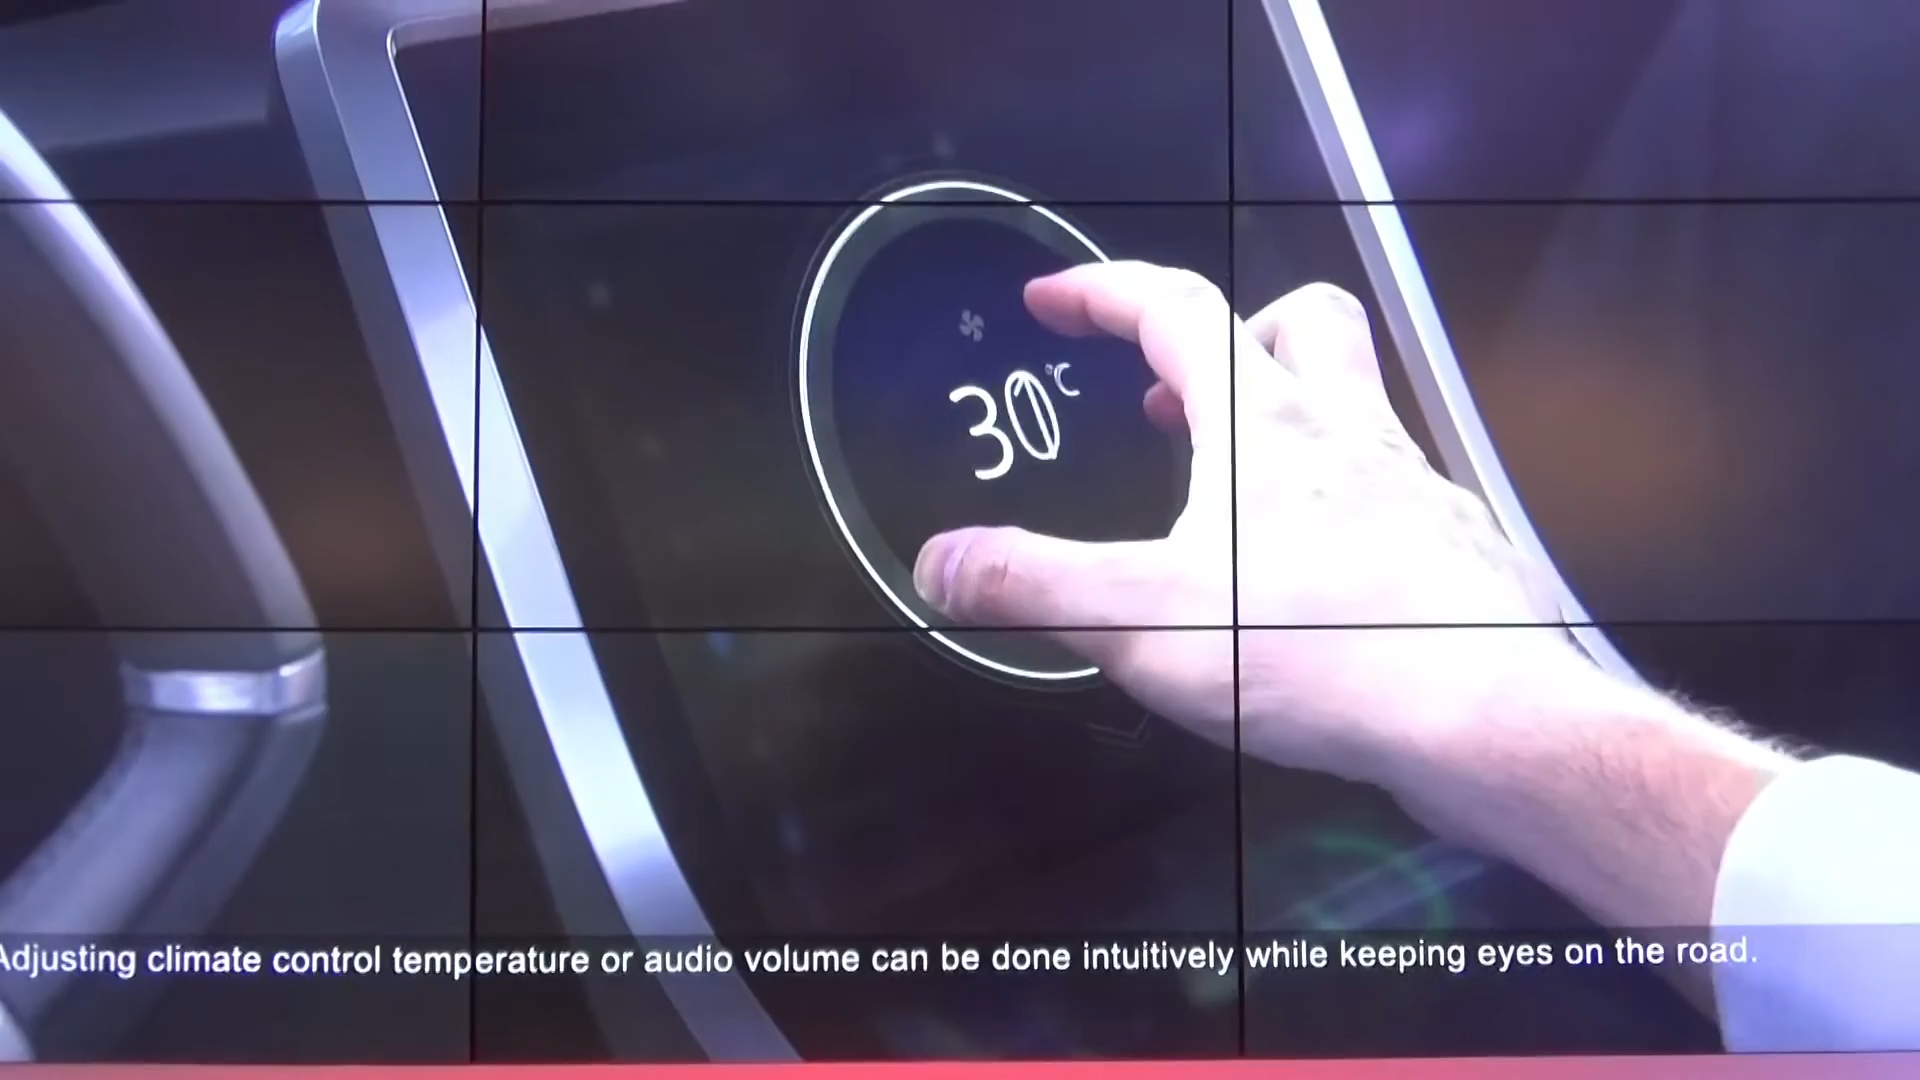 30°C
Adjusting climate control temperature or audio volume can be done intuitively while keeping eyes on the road.